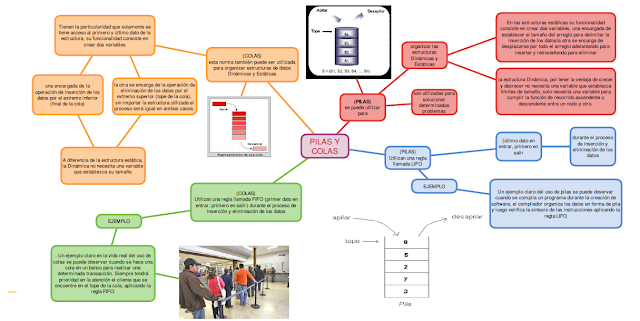 Tienen la particularidad que solamente se
tiene acceso al primero y último dato de la
estructura, su funcionalidad consiste en
crear dos variables
una encargada de la
operación de inserción de los
datos por el extremo inferior
(final de la cola)
la otra se encarga de la operación de
eliminación de los datos por el
extremo superior (tope de la cola),
sin importar la estructura utilizada el
proceso será igual en ambos casos
A diferencia de la estructura estática,
la Dinámica no necesita una variable
que establezca su tamaño
(COLAS)
esta norma también puede ser utilizada
para organizar estructuras de datos
Dinámicas y Estáticas
Apilar
Desapilar
Apilar
Desapilar
Tope
PILAS Y
COLAS
(PILAS)
se puede utilizar
para
organizar las
estructuras
Dinámicas y
Estáticas
En las estructuras estáticas su funcionalidad
consiste en crear dos variables, una encargada de
establecer el tamaño del arreglo para delimitar la
inserción de los datos/a otra se encarga de
desplazarse por todo el arreglo adelantando para
insertar y retrocediendo para eliminar
la estructura Dinámica, por tener la ventaja de crecer
y decrecer no necesita una variable que establezca
límites de tamaño, solo necesita una variable para
cumplir la función de recorrido ascendente o
descendente entre un nodo y otro.
son utilizadas para
solucionar
determinados
problemas
(PILAS)
Utilizan una regla
llamada LIFO
(último dato en
entrar, primero en
salir
durante el proceso
de inserción y
eliminación de los
datos
EJEMPLO
Un ejemplo claro del uso de pilas se puede observar
cuando se compila un programa durante la creación de
software, el compilador organiza los datos en forma de pila
y luego verifica la sintaxis de las instrucciones aplicando la
regla LIFO
(COLAS)
Utilizan una regla llamada FIFO (primer dato en
entrar, primero en salir) durante el proceso de
inserción y eliminación de los datos
EJEMPLO
Un ejemplo claro en la vida real del uso de
colas se puede observar cuando se hace una
cola en un banco para realizar una
determinada transacción. Siempre tendrá
prioridad en la atención el cliente que se
encuentre en el tope de la cola, aplicando la
regla FIFO.
apilar
desapilar
tope
5
2
7
3
Pila